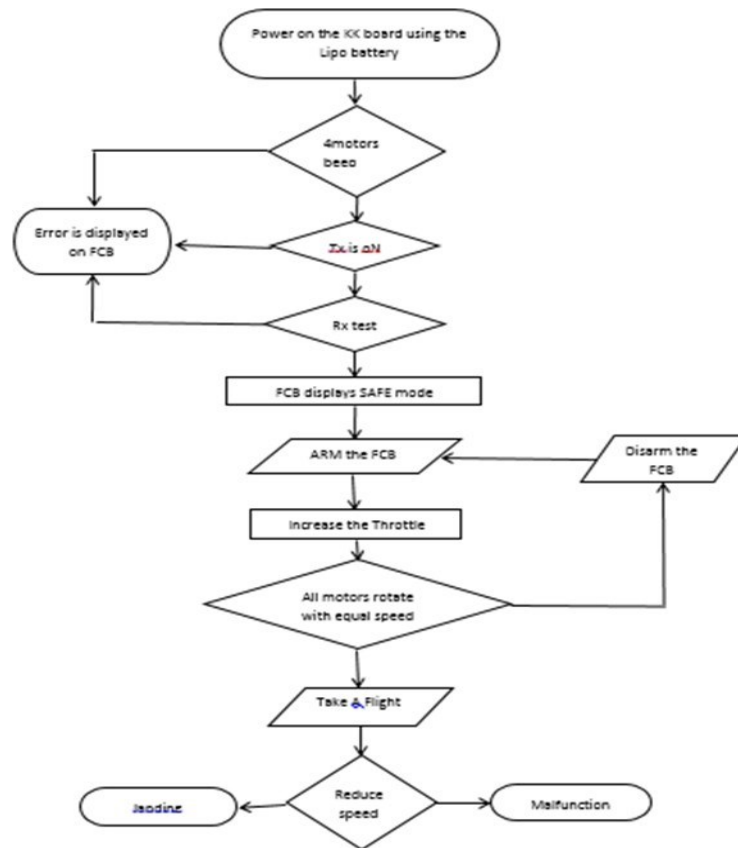 Power on the KK board using the
Lipo battery
4motors
beep
Error is displayed
on FCB
Tx is oN
Rx test
FCB displays SAFE mode
ARM the FCB
Disarm the
FCB
Increase the Throttle
All motors rotate
with equal speed
Take A Flight
Reduce
speed
Malfunction